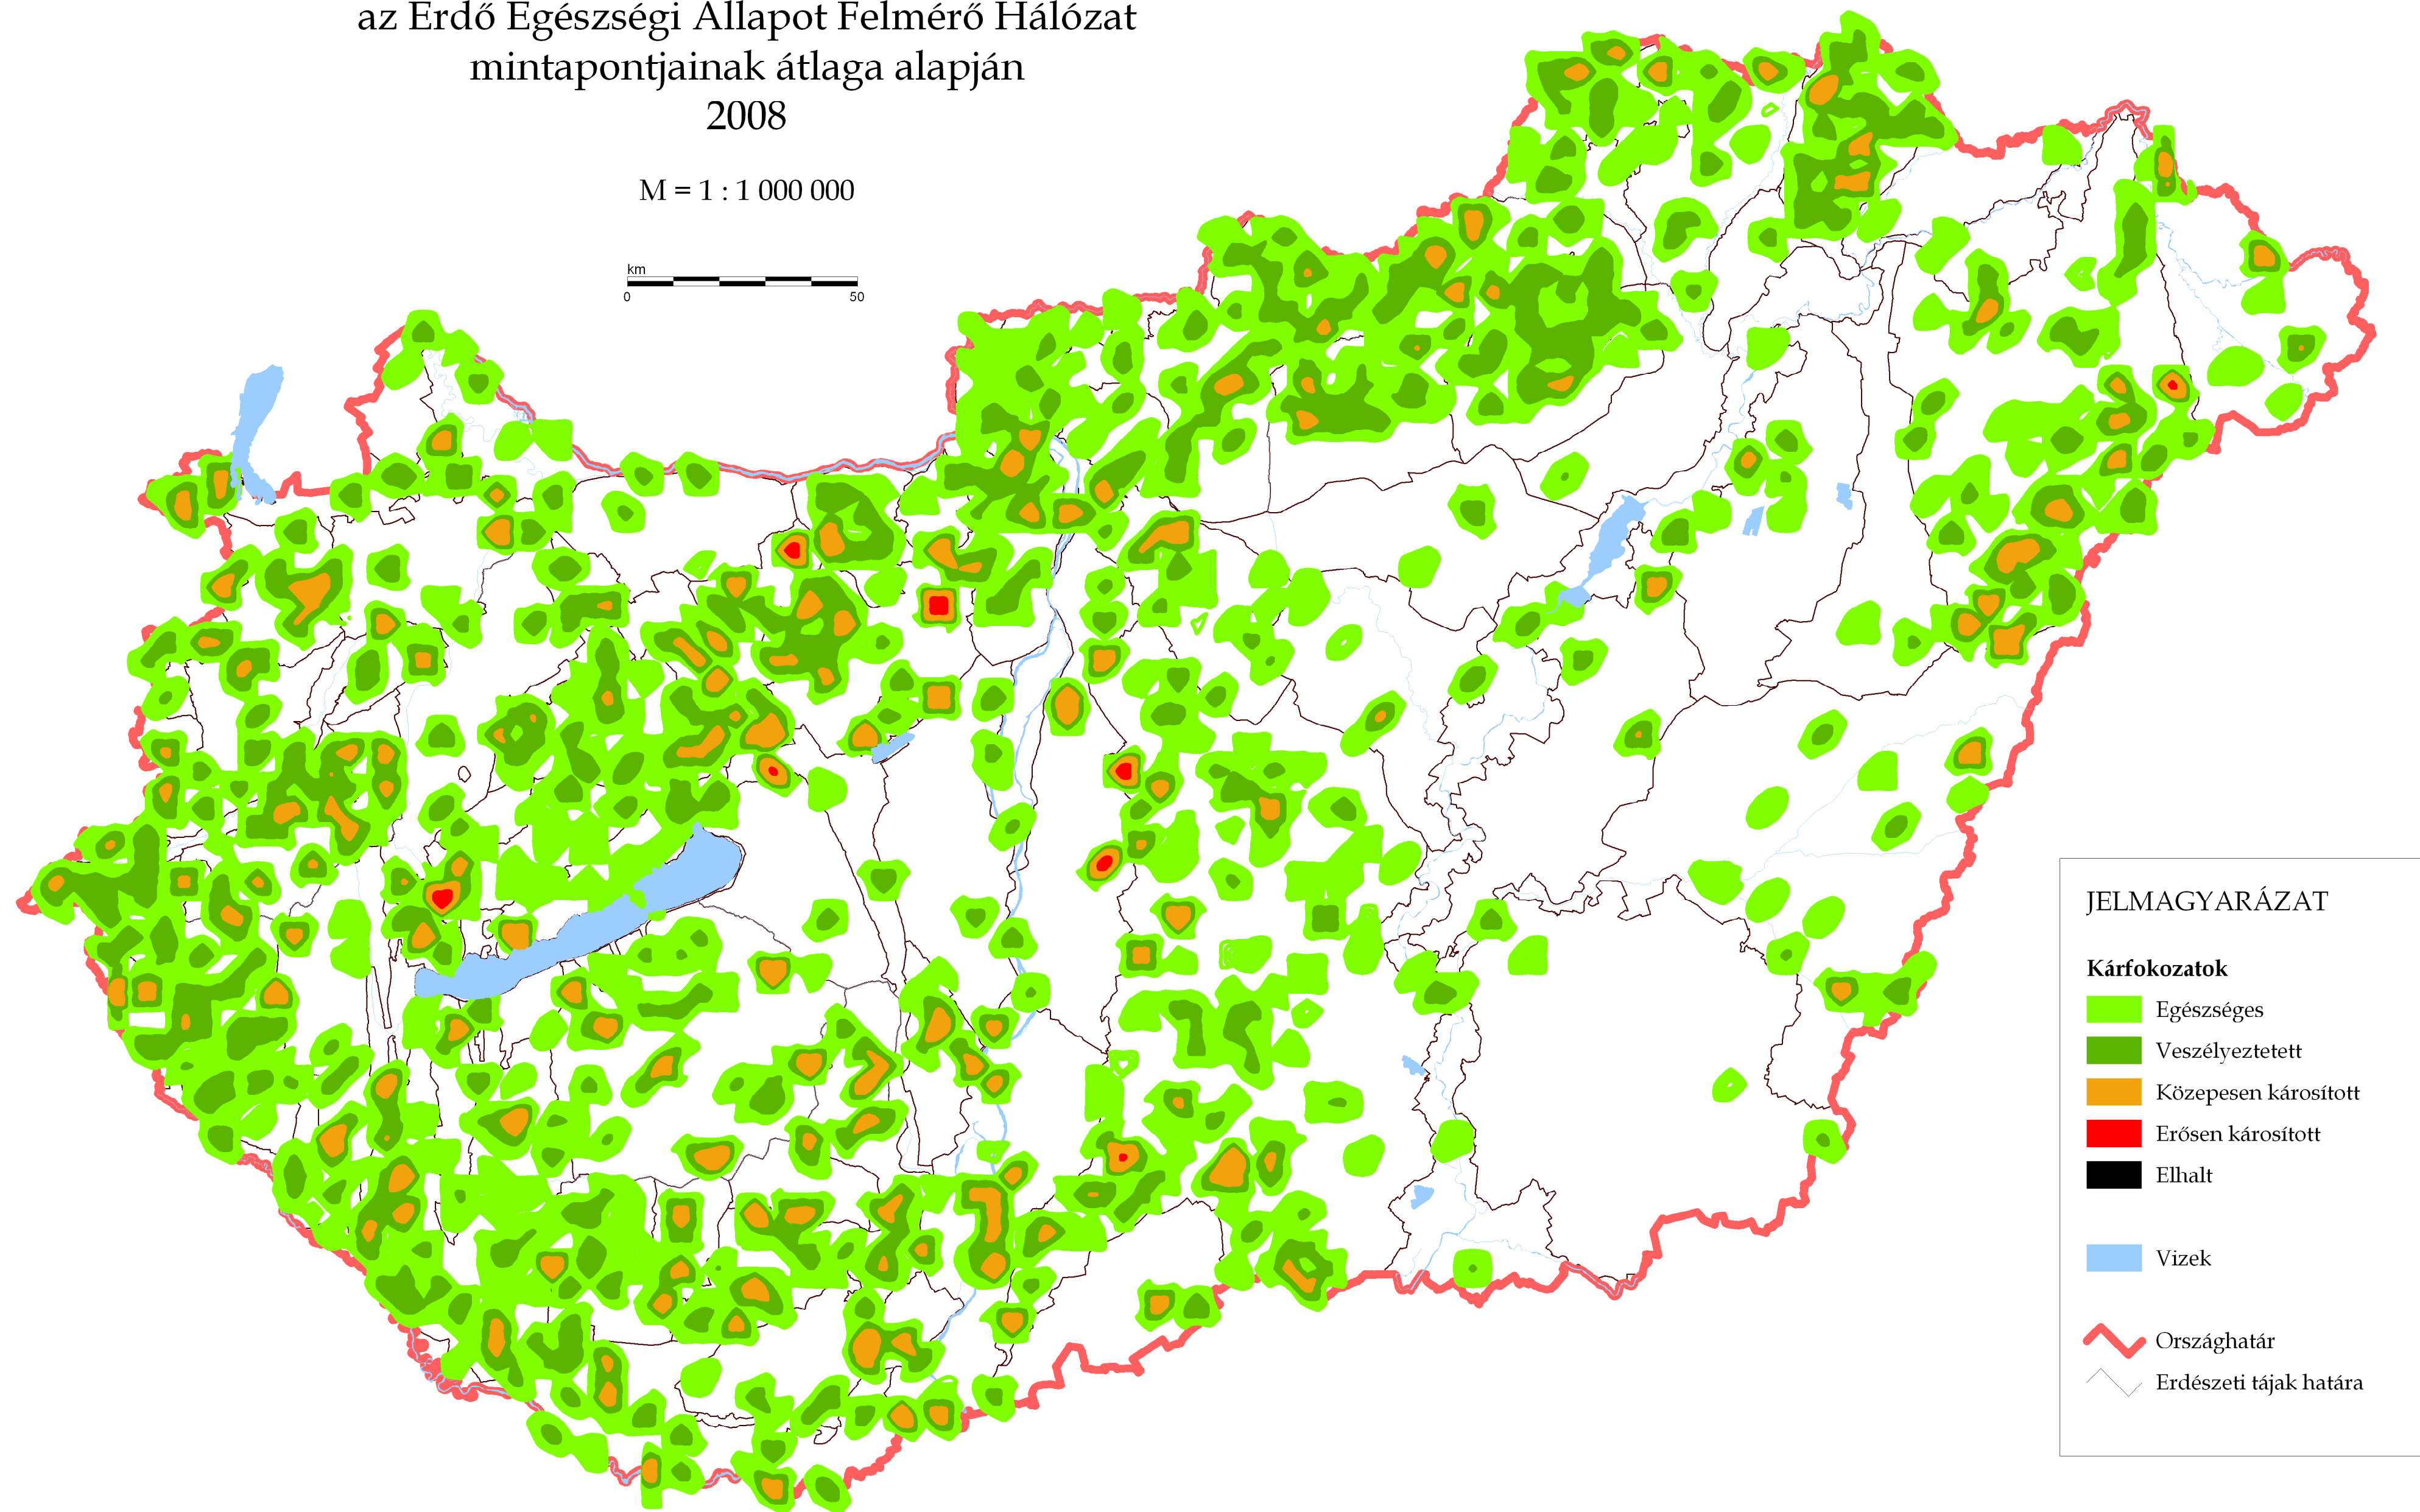 az Erdő Egészségi Állapot Felmérő Hálózat
mintapontjainak átlaga alapján
2008
M = 1 : 1 000 000
km
0 50
JELMAGYARÁZAT
Kárfokozatok
Egészséges
Veszélyeztetett
Közepesen károsított
Erősen károsított
Elhalt
Vizek
Országhatár
Erdészeti tájak határa